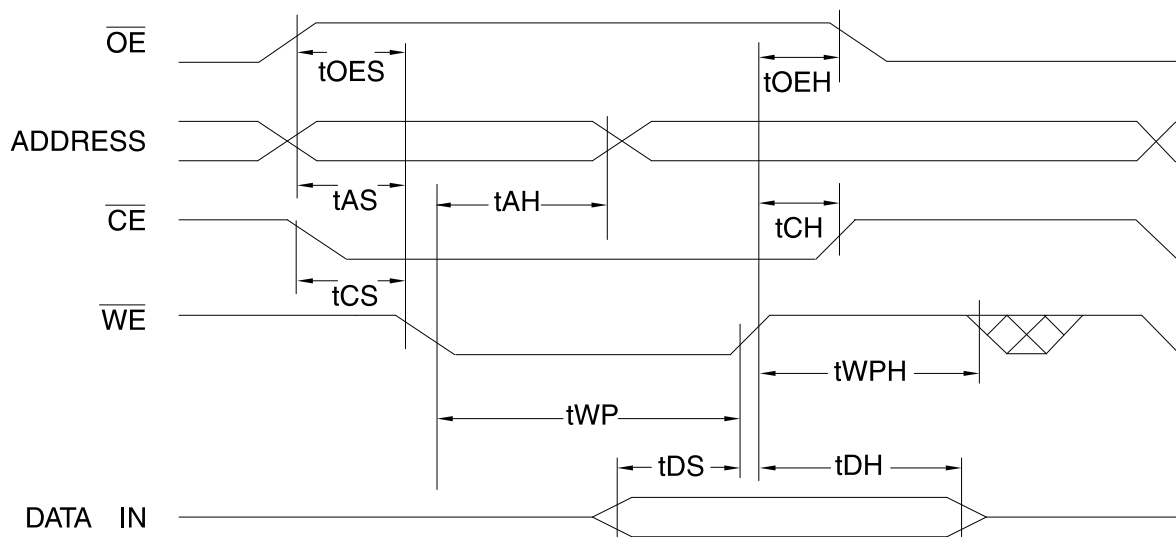 OE
tOES
tOEH
ADDRESS
tAS
tAH
CE
tCH
tCS
WE
tWPH
tWP
tDS
tDH
DATA IN